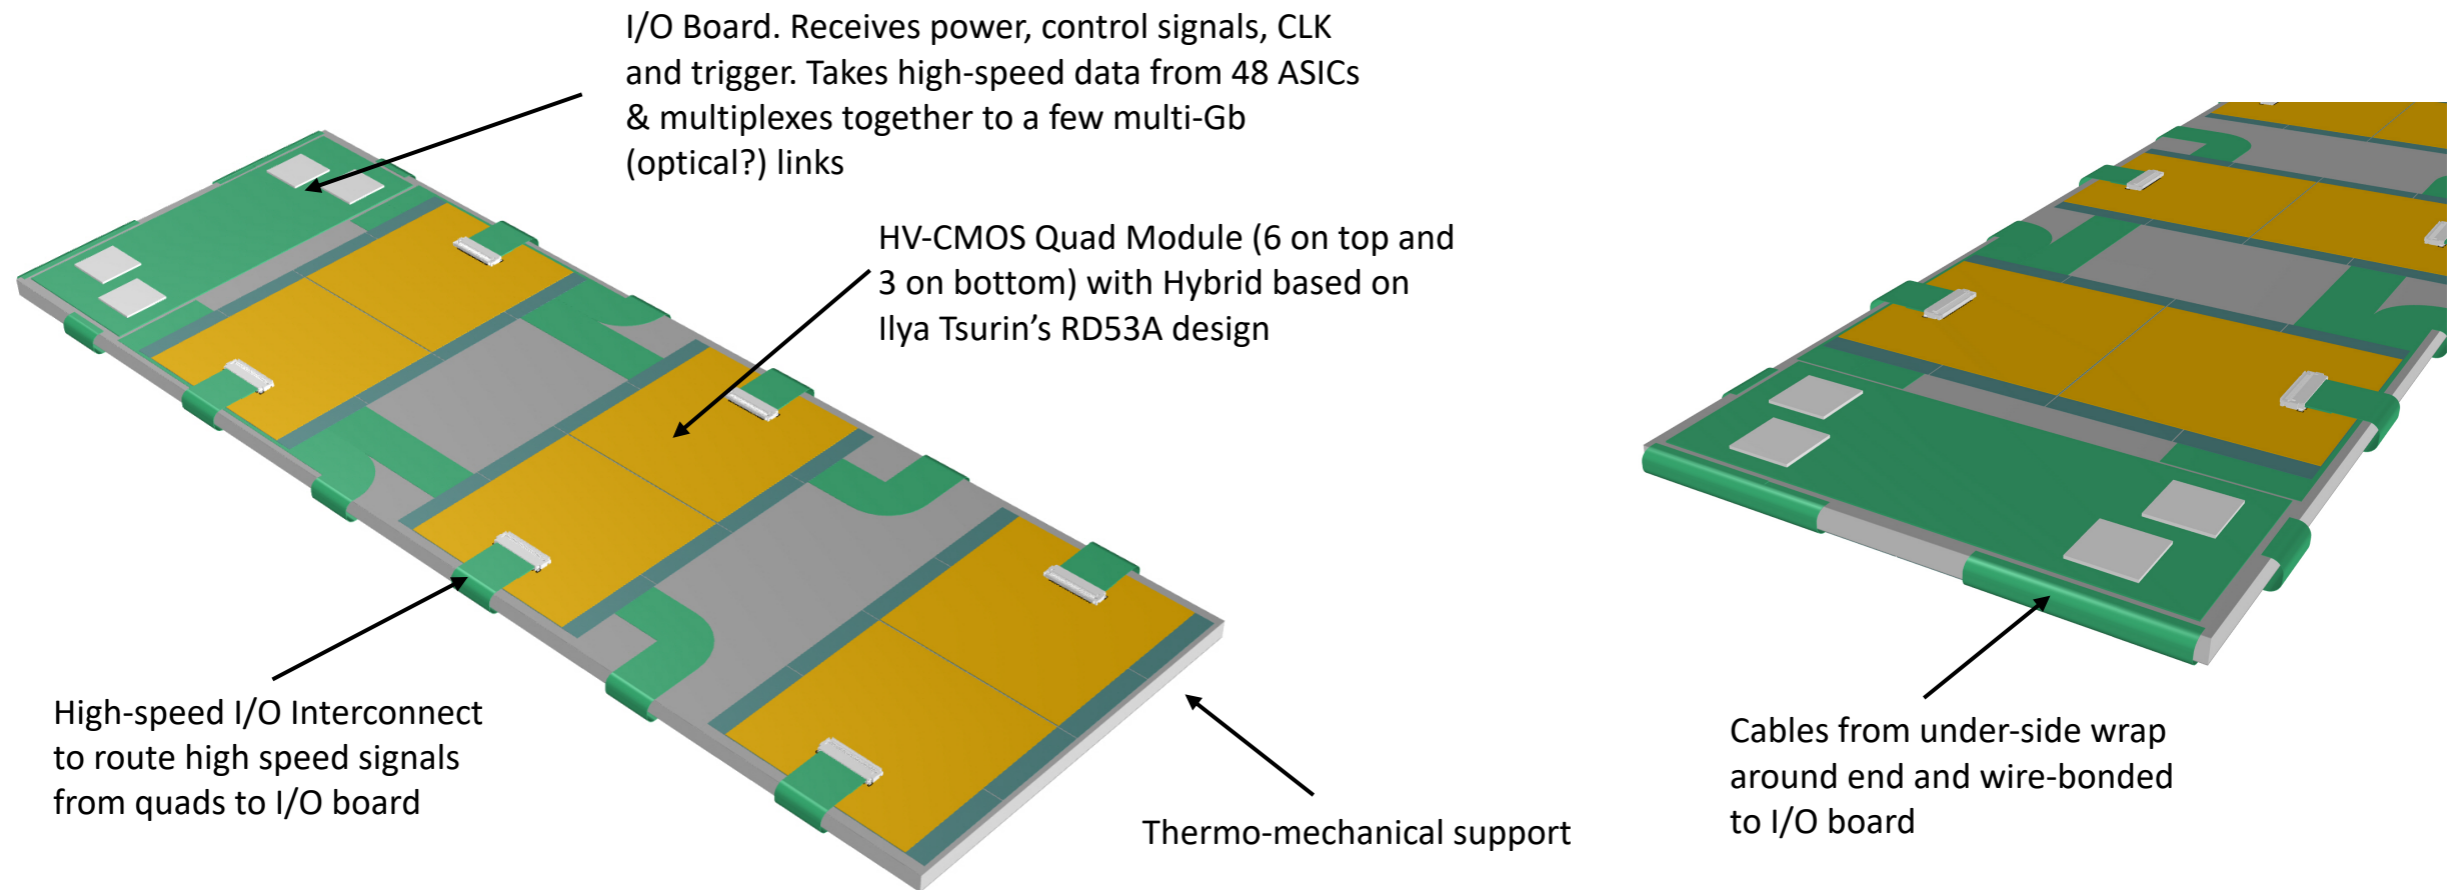 I/O Board. Receives power, control signals, CLK
and trigger. Takes high-speed data from 48 ASICs
& multiplexes together to a few multi-Gb
(optical?) links
HV-CMOS Quad Module (6 on top and
3 on bottom) with Hybrid based on
Ilya Tsurin’s RD53A design
High-speed I/O Interconnect
to route high speed signals
from quads to I/O board
Thermo-mechanical support
Cables from under-side wrap
around end and wire-bonded
to I/O board